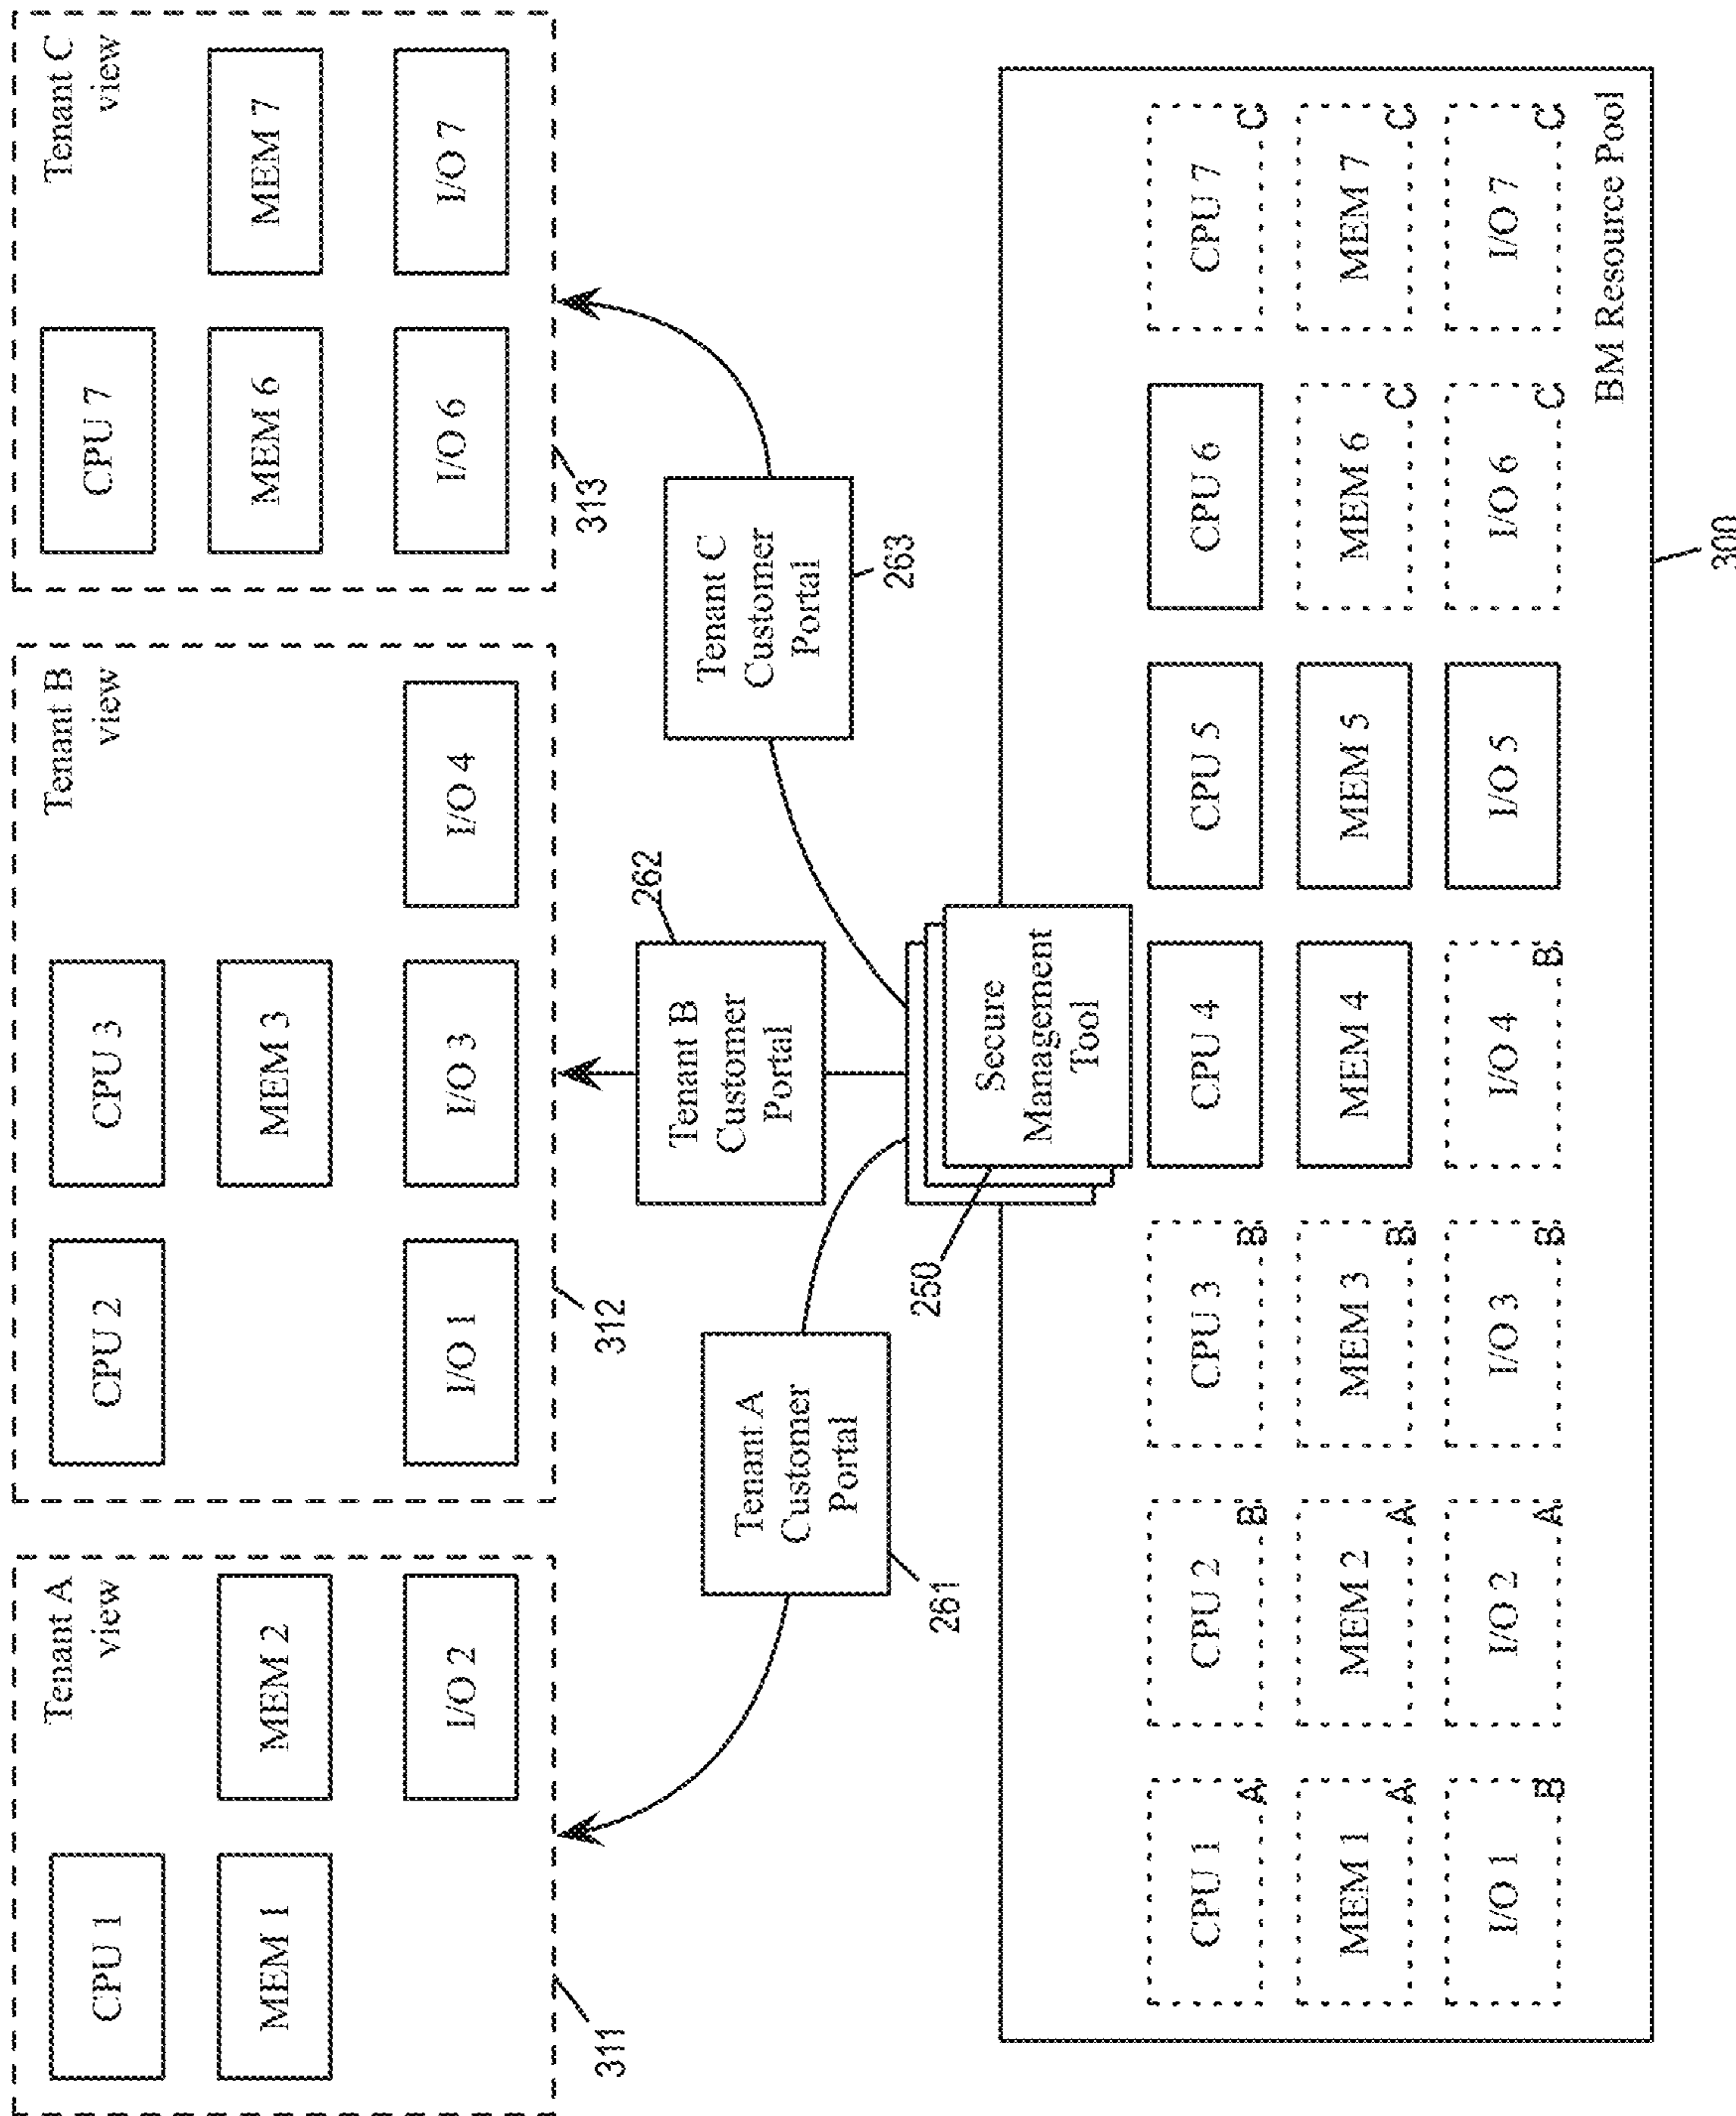 Tenant A
view
CPU 1
MEM 1
MEM 2
I/O 2
311
Tenant B
view
CPU 2
CPU 3
MEM 3
I/O 1
I/O 3
I/O 4
312
Tenant C
view
CPU 7
MEM 6
MEM 7
I/O 6
I/O 7
313
Tenant A
Customer
Portal
261
Tenant B
Customer
Portal
262
Tenant C
Customer
Portal
263
Secure
Management
Tool
250
CPU 1
A
CPU 2
B
CPU 3
B
CPU 4
CPU 5
CPU 6
CPU 7
C
MEM 1
A
MEM 2
A
MEM 3
B
MEM 4
MEM 5
MEM 6
C
MEM 7
C
I/O 1
B
I/O 2
A
I/O 3
B
I/O 4
B
I/O 5
I/O 6
C
I/O 7
C
BM Resource Pool
300